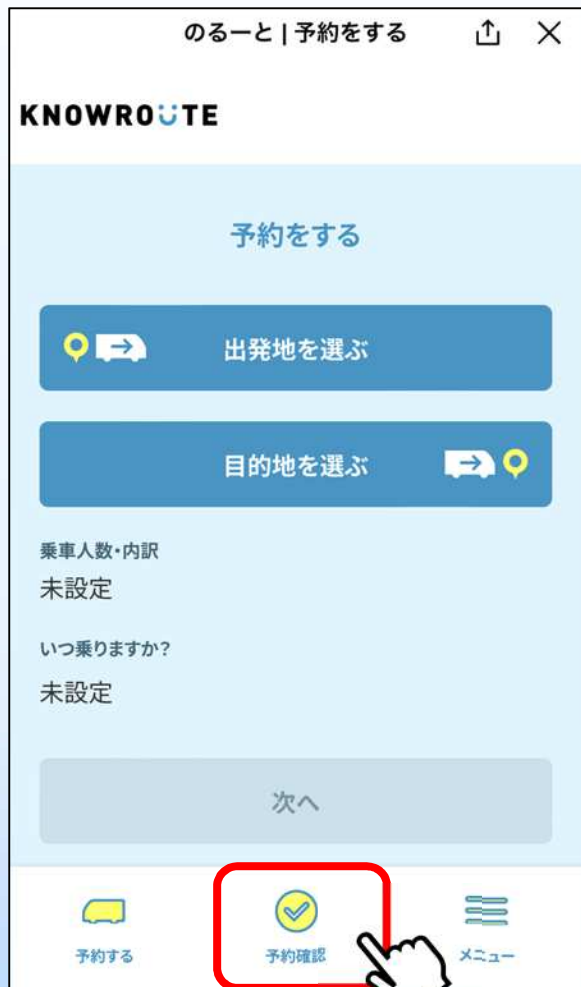 のるーと | 予約をする
KNOWROUTE
予約をする
出発地を選ぶ
目的地を選ぶ
乗車人数・内訳
未設定
いつ乗りますか?
未設定
次へ
予約する
予約確認
メニュー